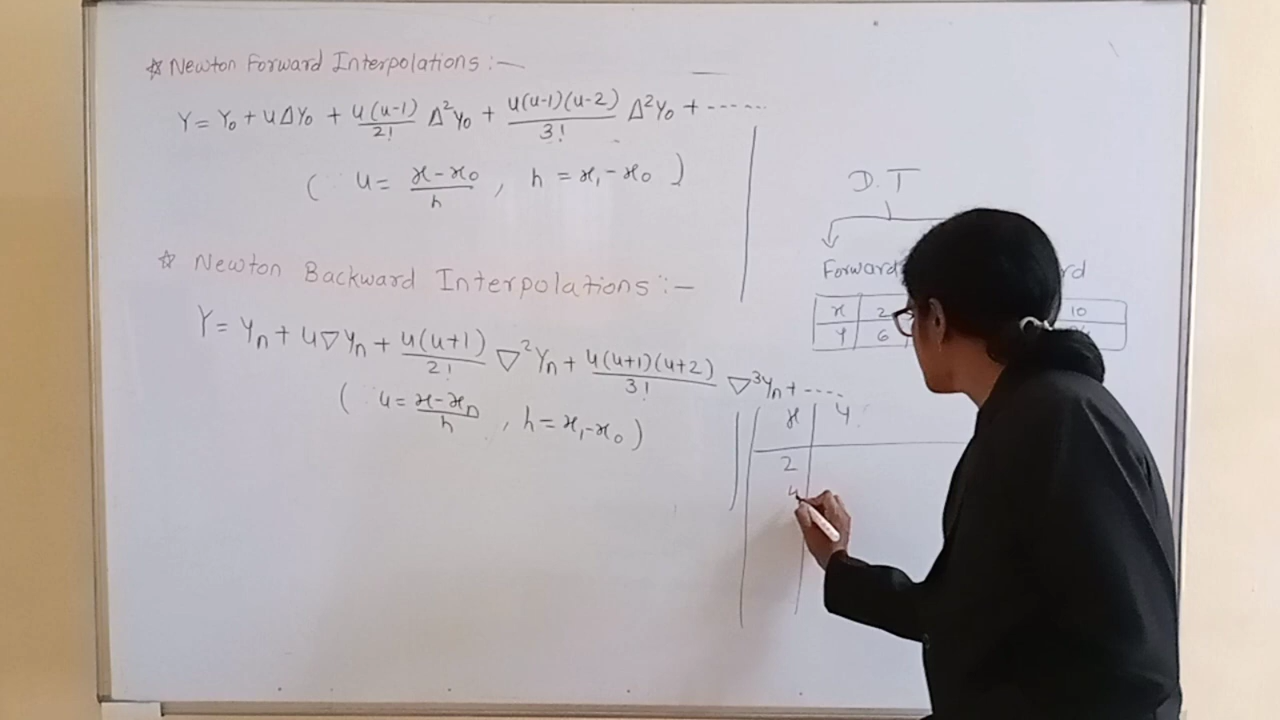 ☆ Newton Forward Interpolations :-
Y = Y₀ + uΔY₀ + u(u-1)/2! Δ²Y₀ + u(u-1)(u-2)/3! Δ²Y₀ + ------
( ∵ u = x-x₀/h , h = x₁-x₀ )
☆ Newton Backward Interpolations :-
Y = Yₙ + u▽Yₙ + u(u+1)/2! ▽²Yₙ + u(u+1)(u+2)/3! ▽³Yₙ + ----
( ∵ u = x-xₙ/h , h = x₁-x₀ )
D.T
Forward
x 2 10
Y 6
x y
2
4